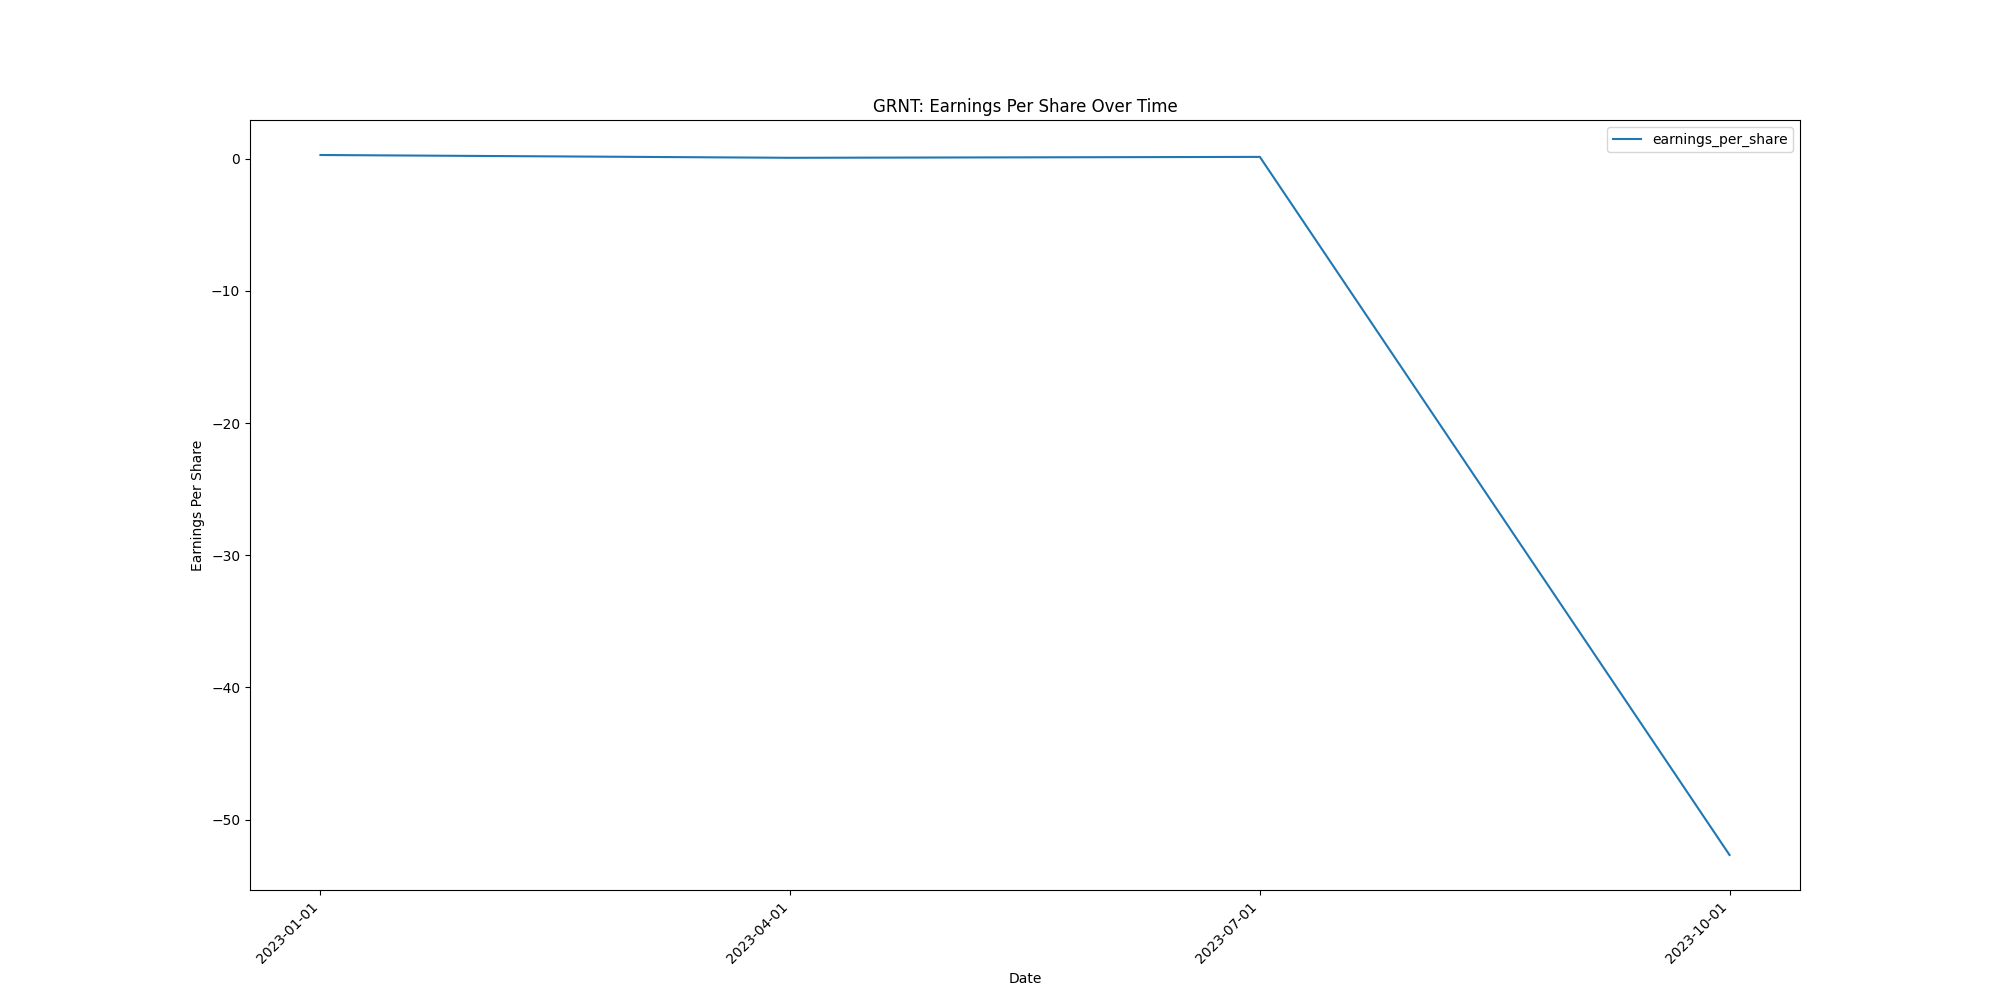 GRNT: Earnings Per Share Over Time
earnings_per_share
0
−10
−20
−30
−40
−50
Earnings Per Share
2023-01-01
2023-04-01
2023-07-01
2023-10-01
Date